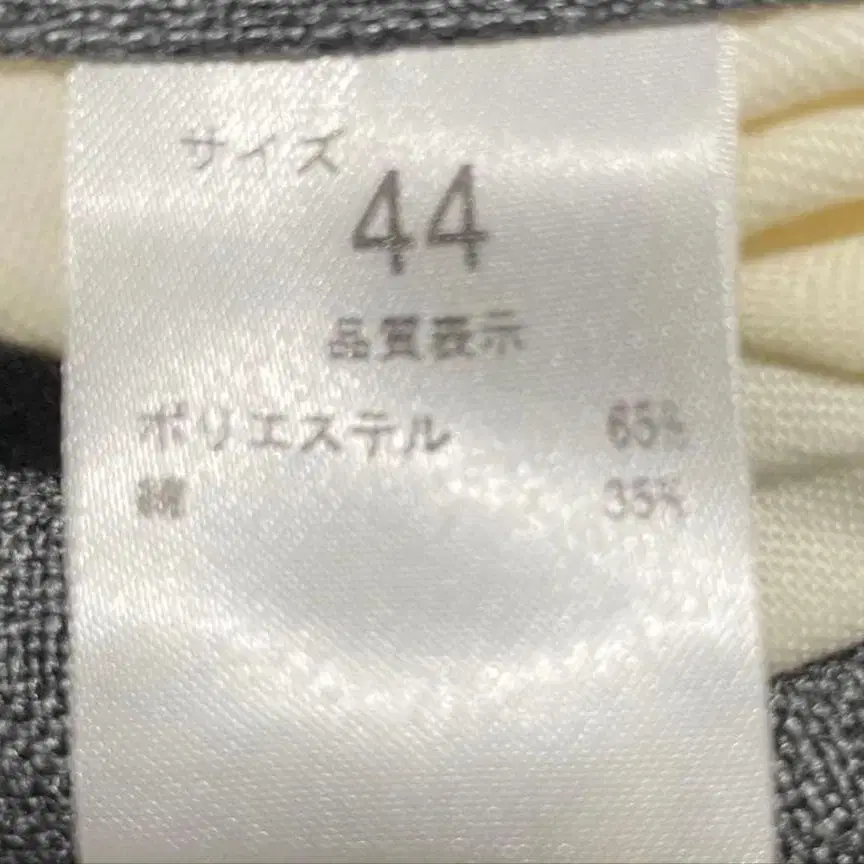 サイズ
44
品質表示
ポリエステル 65%
綿 35%